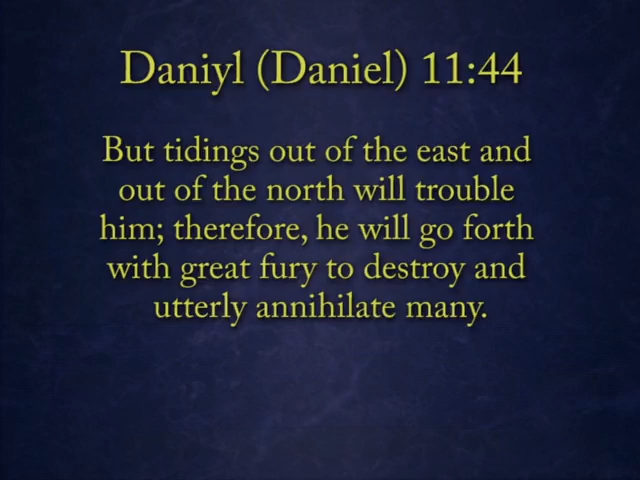 Daniyl (Daniel) 11:44
But tidings out of the east and
out of the north will trouble
him; therefore, he will go forth
with great fury to destroy and
utterly annihilate many.